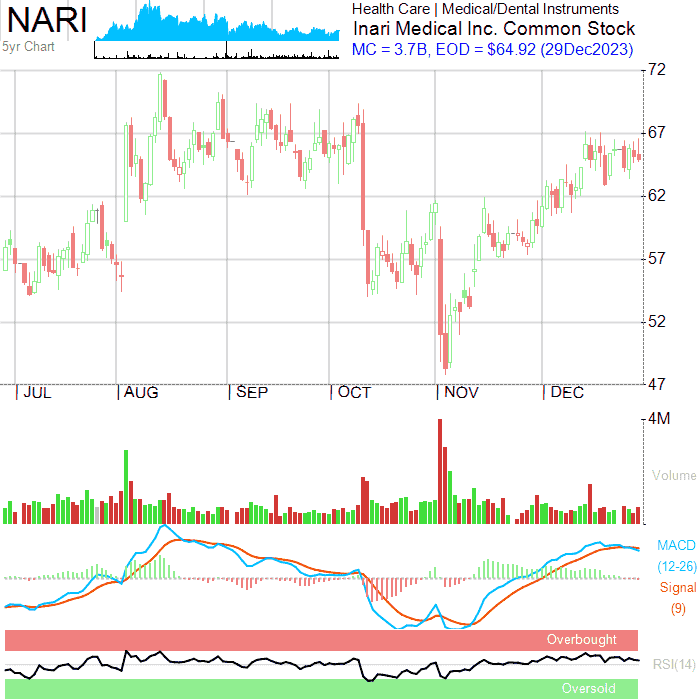 NARI
5yr Chart
Health Care | Medical/Dental Instruments
Inari Medical Inc. Common Stock
MC = 3.7B, EOD = $64.92 (29Dec2023)
72
67
62
57
52
47
JUL AUG SEP OCT NOV DEC
4M
Volume
MACD
(12-26)
Signal
(9)
Overbought
RSI(14)
Oversold